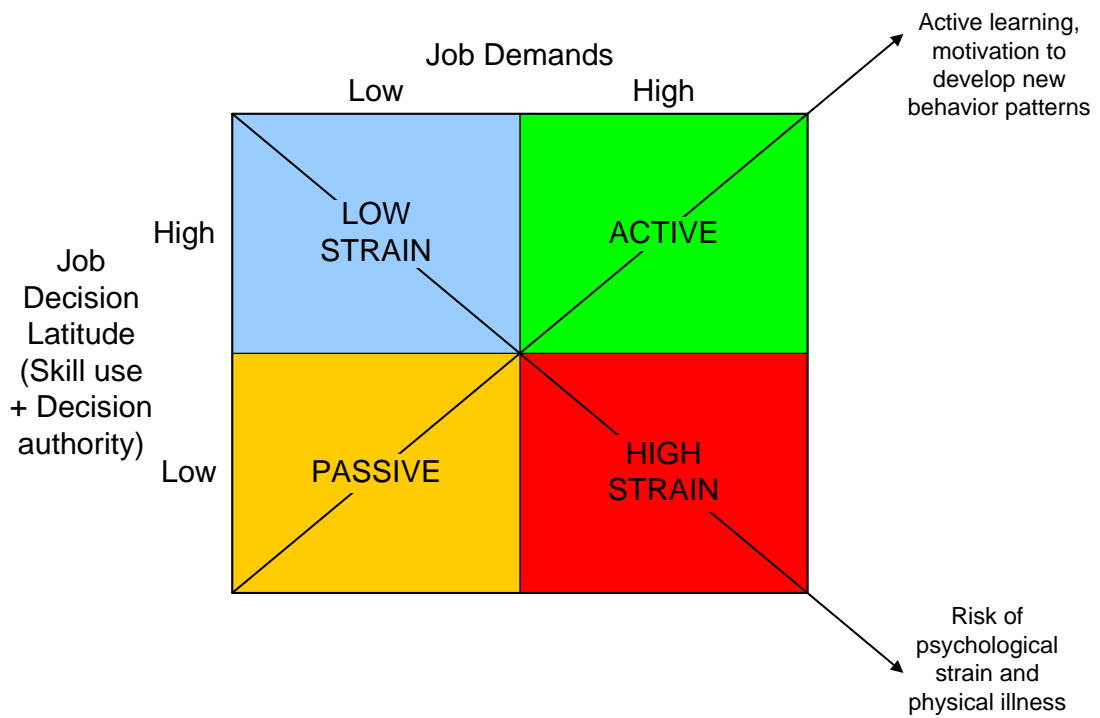 Active learning,
motivation to
develop new
behavior patterns
Job Demands
Low
High
High
LOW
STRAIN
ACTIVE
Job
Decision
Latitude
(Skill use
+ Decision
authority)
Low
PASSIVE
HIGH
STRAIN
Risk of
psychological
strain and
physical illness